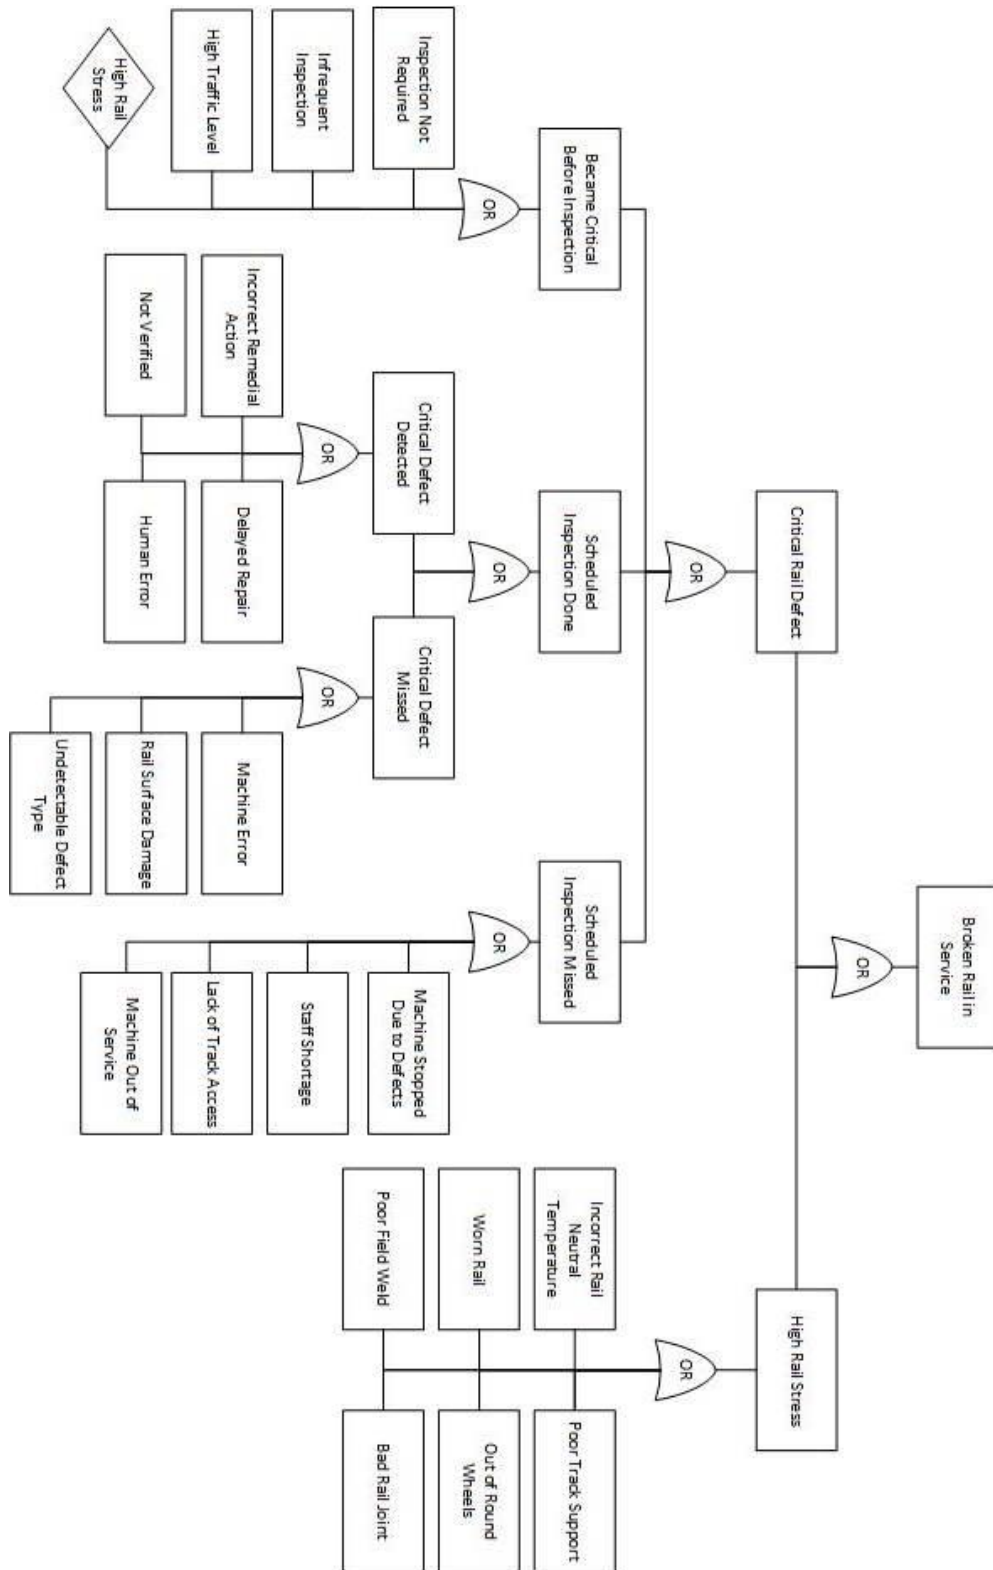 Broken Rail in
Service
OR
Critical Rail Defect
High Rail Stress
OR
OR
Became Critical
Before Inspection
Scheduled
Inspection Done
Scheduled
Inspection Missed
Incorrect Rail
Neutral
Temperature
Poor Track Support
OR
OR
OR
Worn Rail
Out of Round
Wheels
Inspection Not
Required
Critical Defect
Detected
Critical Defect
Missed
Machine Stopped
Due to Defects
Poor Field Weld
Bad Rail Joint
Infrequent
Inspection
OR
OR
Staff Shortage
High Traffic Level
Incorrect Remedial
Action
Delayed Repair
Machine Error
Lack of Track Access
High Rail
Stress
Not Verified
Human Error
Rail Surface Damage
Machine Out of
Service
Undetectable Defect
Type